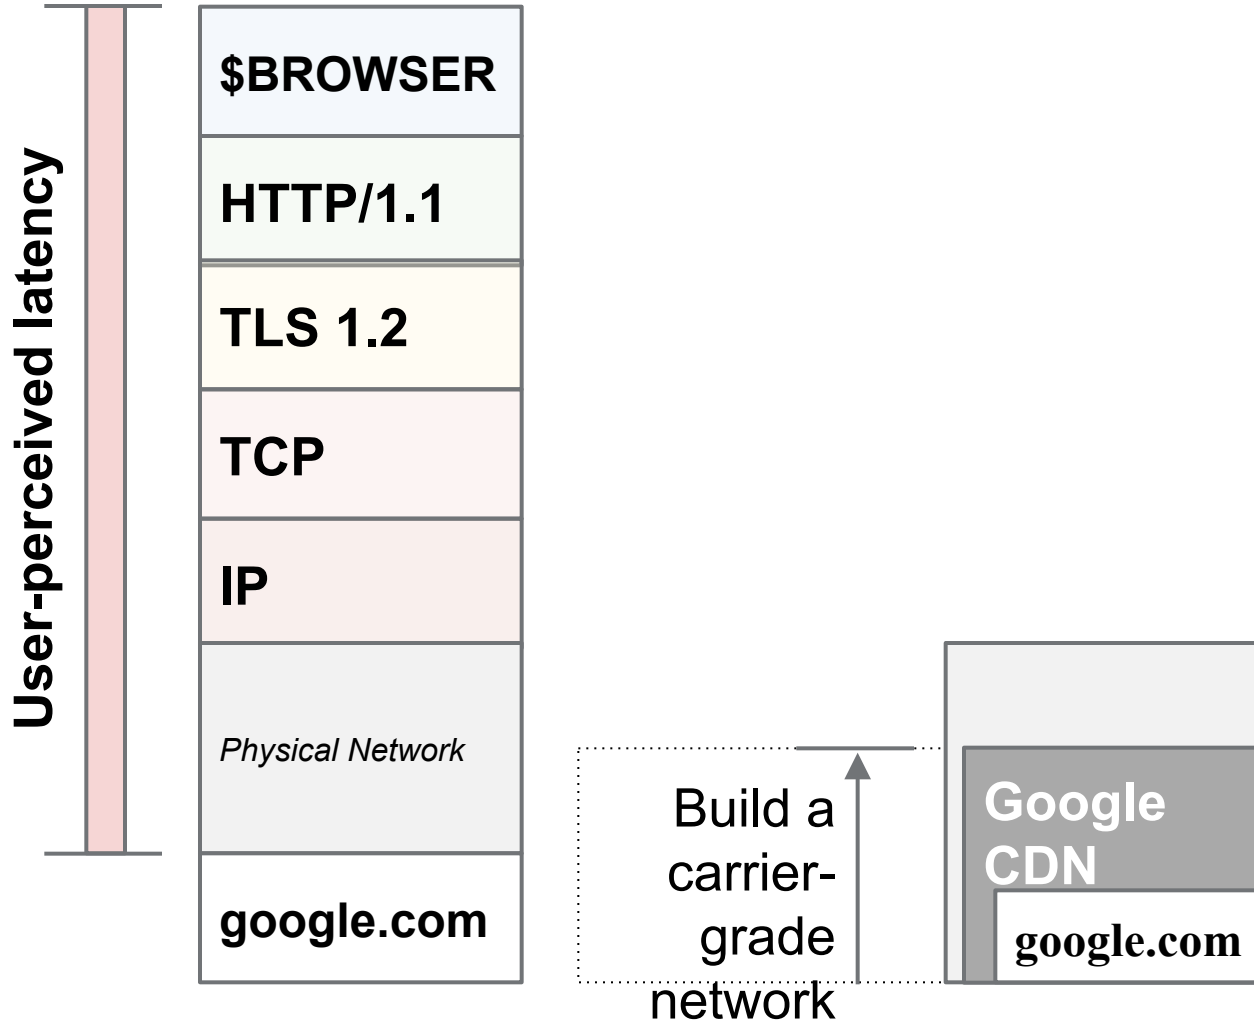 User-perceived latency
$BROWSER
HTTP/1.1
TLS 1.2
TCP
IP
Physical Network
google.com
Build a
carrier-
grade
network
Google
CDN
google.com